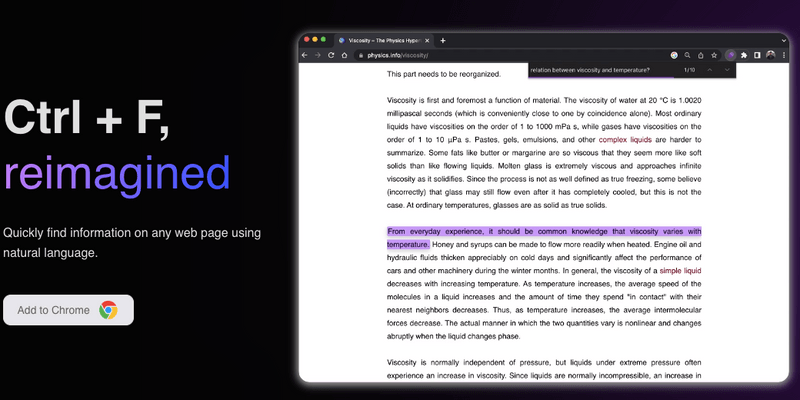 Ctrl + F,
reimagined
Quickly find information on any web page using
natural language.
Add to Chrome
Viscosity – The Physics Hyper
physics.info/viscosity/
relation between viscosity and temperature?
1/10
This part needs to be reorganized.
Viscosity is first and foremost a function of material. The viscosity of water at 20 °C is 1.0020
millipascal seconds (which is conveniently close to one by coincidence alone). Most ordinary
liquids have viscosities on the order of 1 to 1000 mPa s, while gases have viscosities on the
order of 1 to 10 μPa s. Pastes, gels, emulsions, and other complex liquids are harder to
summarize. Some fats like butter or margarine are so viscous that they seem more like soft
solids than like flowing liquids. Molten glass is extremely viscous and approaches infinite
viscosity as it solidifies. Since the process is not as well defined as true freezing, some believe
(incorrectly) that glass may still flow even after it has completely cooled, but this is not the
case. At ordinary temperatures, glasses are as solid as true solids.
From everyday experience, it should be common knowledge that viscosity varies with
temperature. Honey and syrups can be made to flow more readily when heated. Engine oil and
hydraulic fluids thicken appreciably on cold days and significantly affect the performance of
cars and other machinery during the winter months. In general, the viscosity of a simple liquid
decreases with increasing temperature. As temperature increases, the average speed of the
molecules in a liquid increases and the amount of time they spend "in contact" with their
nearest neighbors decreases. Thus, as temperature increases, the average intermolecular
forces decrease. The actual manner in which the two quantities vary is nonlinear and changes
abruptly when the liquid changes phase.
Viscosity is normally independent of pressure, but liquids under extreme pressure often
experience an increase in viscosity. Since liquids are normally incompressible, an increase in